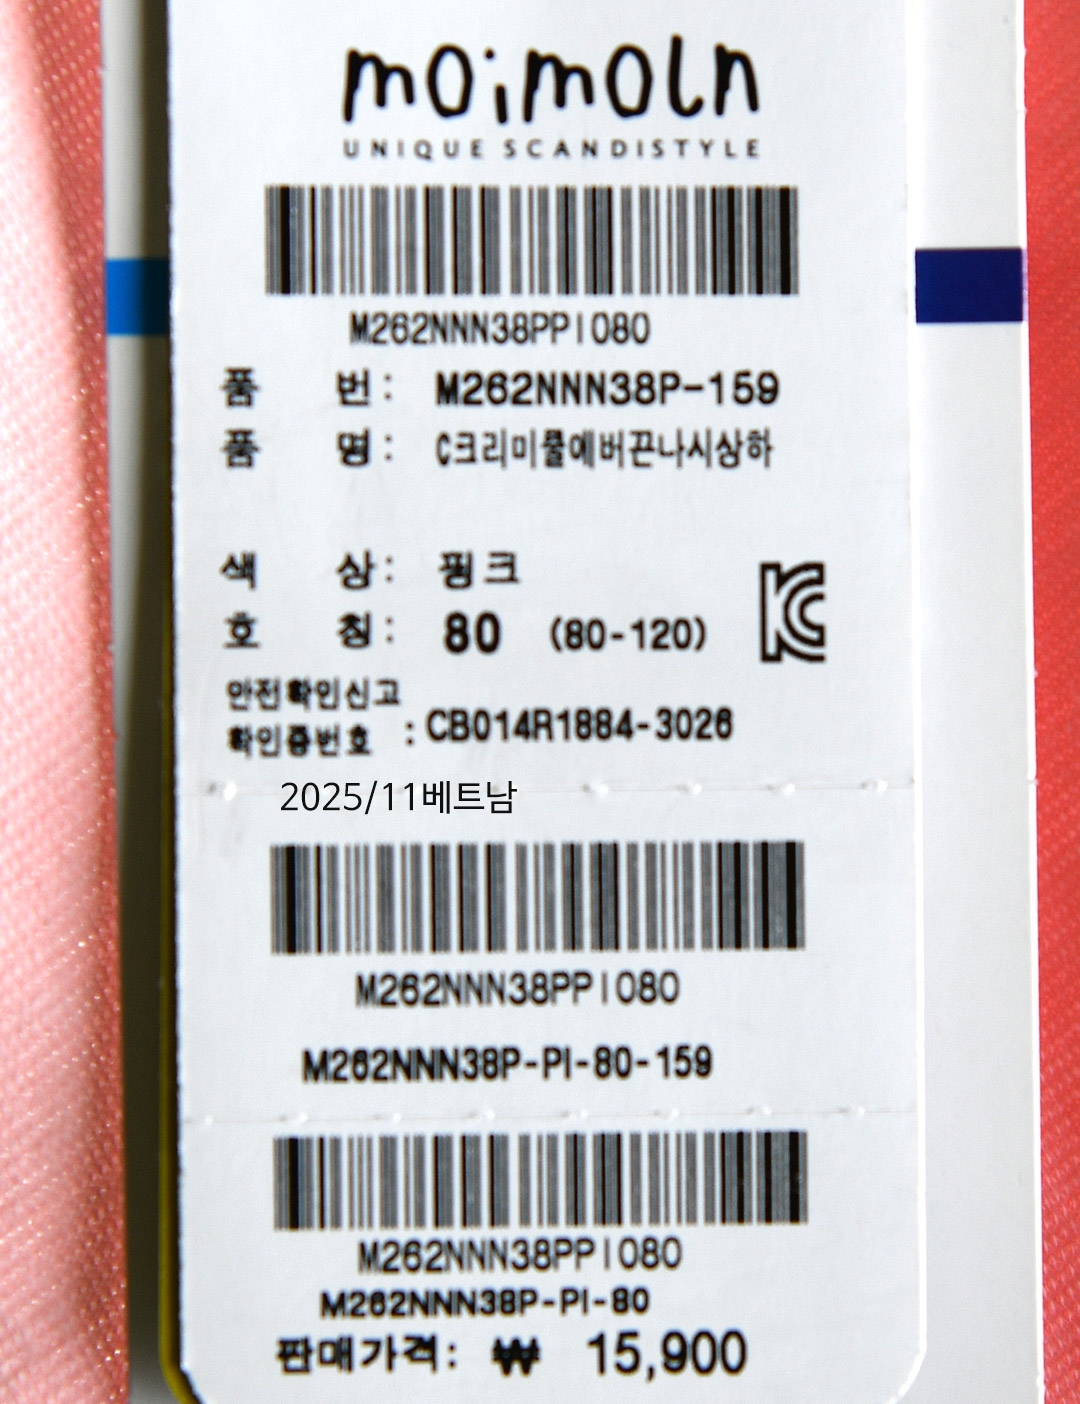 moimoln
UNIQUE SCANDISTYLE
M262NNN38PPI080
품 번: M262NNN38P-159
품 명: C크리미쿨에버끈나시상하
색 상: 핑크
호 칭: 80 (80-120)
안전확인신고
확인증번호 : CB014R1884-3026
2025/11베트남
M262NNN38PPI080
M262NNN38P-PI-80-159
M262NNN38PPI080
M262NNN38P-PI-80
판매가격: ₩ 15,900